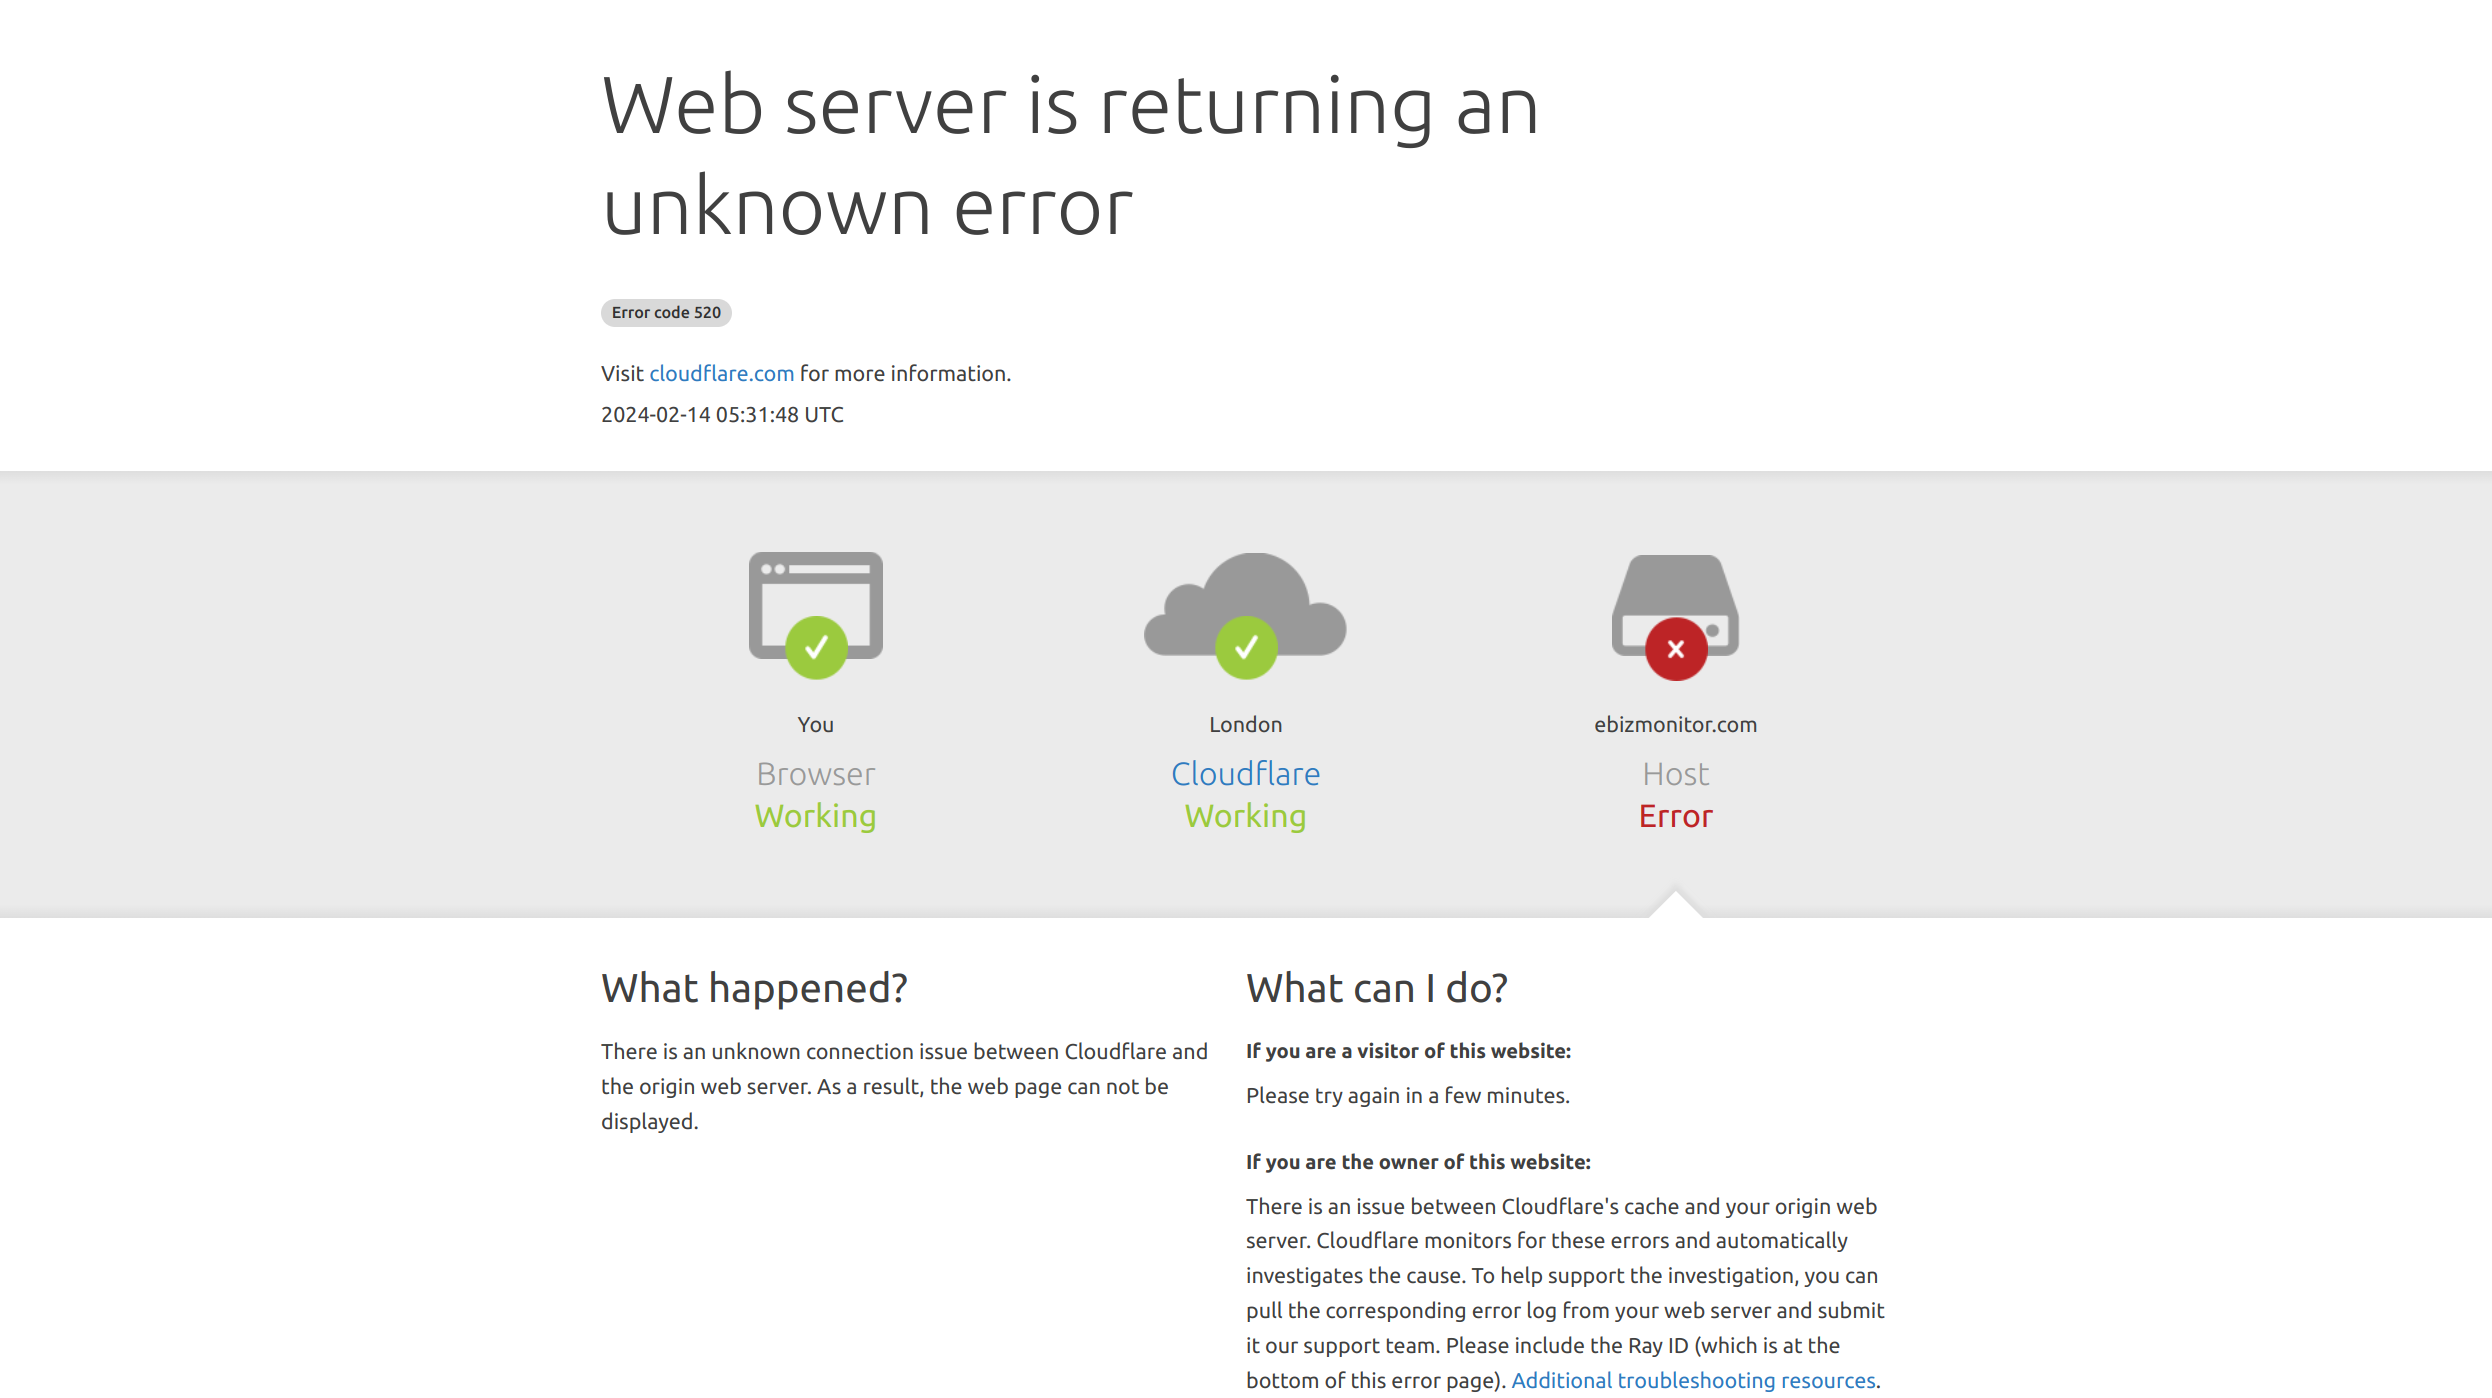 Web server is returning an
unknown error
Error code 520
Visit cloudflare.com for more information.
2024-02-14 05:31:48 UTC
You
Browser
Working
London
Cloudflare
Working
ebizmonitor.com
Host
Error
What happened?
There is an unknown connection issue between Cloudflare and
the origin web server. As a result, the web page can not be
displayed.
What can I do?
If you are a visitor of this website:
Please try again in a few minutes.
If you are the owner of this website:
There is an issue between Cloudflare's cache and your origin web
server. Cloudflare monitors for these errors and automatically
investigates the cause. To help support the investigation, you can
pull the corresponding error log from your web server and submit
it our support team. Please include the Ray ID (which is at the
bottom of this error page). Additional troubleshooting resources.